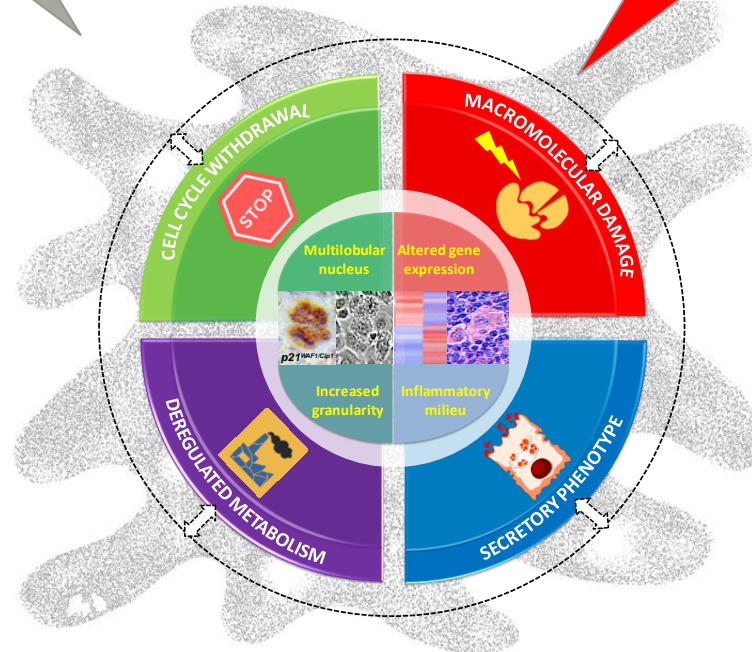 CELL CYCLE WITHDRAWAL
MACROMOLECULAR DAMAGE
STOP
Multilobular
nucleus
Altered gene
expression
p21WAF1/Cip1
Increased
granularity
Inflammatory
milieu
DEREGULATED METABOLISM
SECRETORY PHENOTYPE